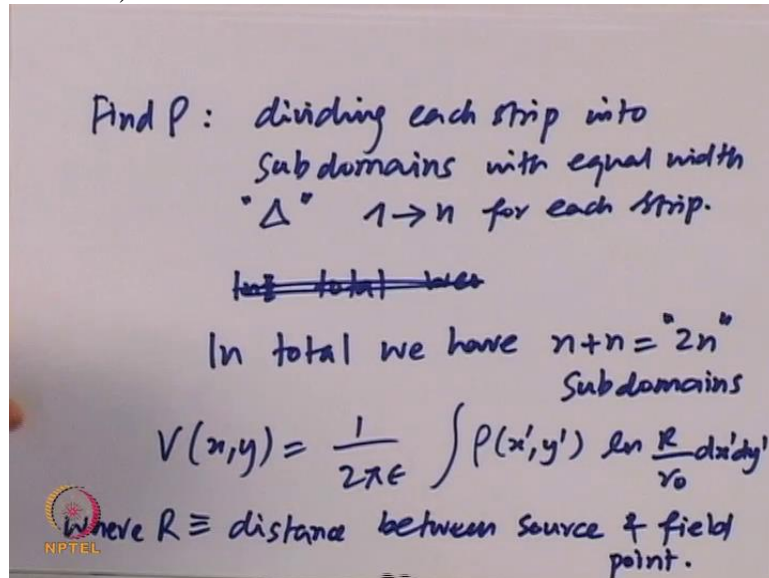 Find ρ : dividing each strip into
subdomains with equal width
"Δ" 1→n for each strip.
In total we have n+n = "2n"
Subdomains
V(x,y) = 1/2πϵ ∫ρ(x',y') ln R/r₀ dx'dy'
where R ≡ distance between source & field
point.
NPTEL